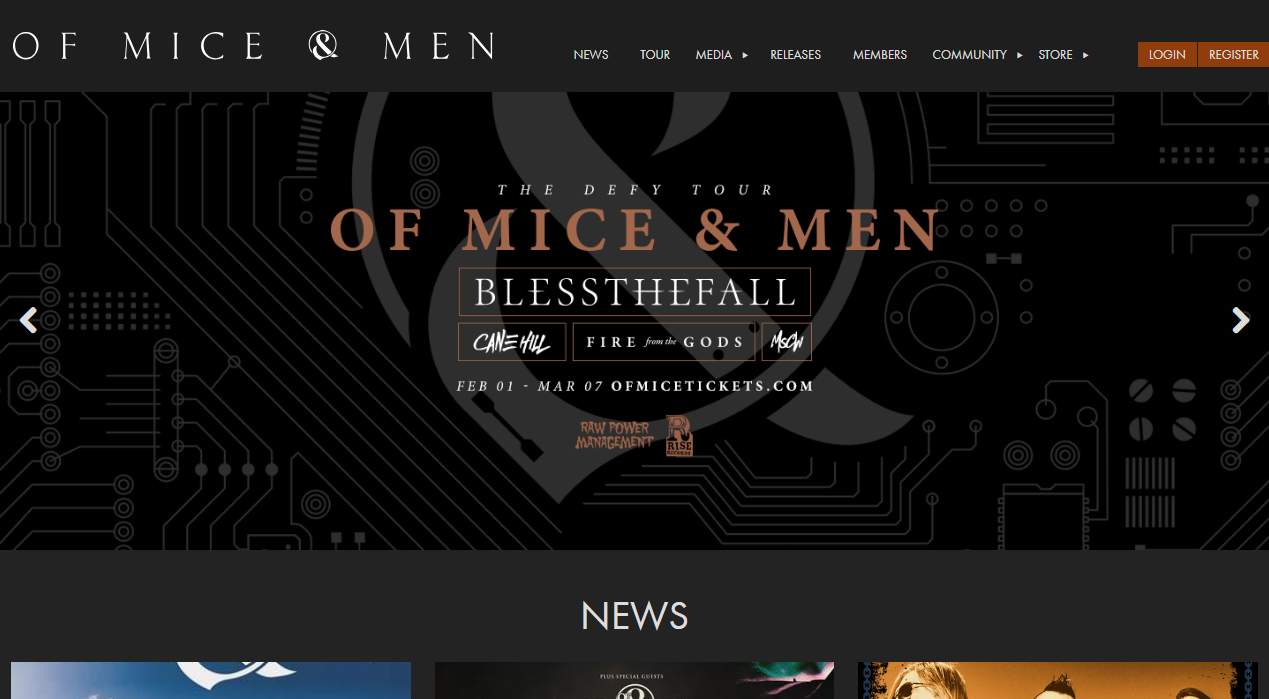 OF MICE & MEN
NEWS TOUR MEDIA RELEASES MEMBERS COMMUNITY STORE LOGIN REGISTER
THE DEFY TOUR
OF MICE & MEN
BLESSTHEFALL
CANE HILL FIRE from the GODS MSCW
FEB 01 - MAR 07 OFMICETICKETS.COM
RAW POWER
MANAGEMENT
R
RISE
RECORDS
NEWS
PLUS SPECIAL GUESTS